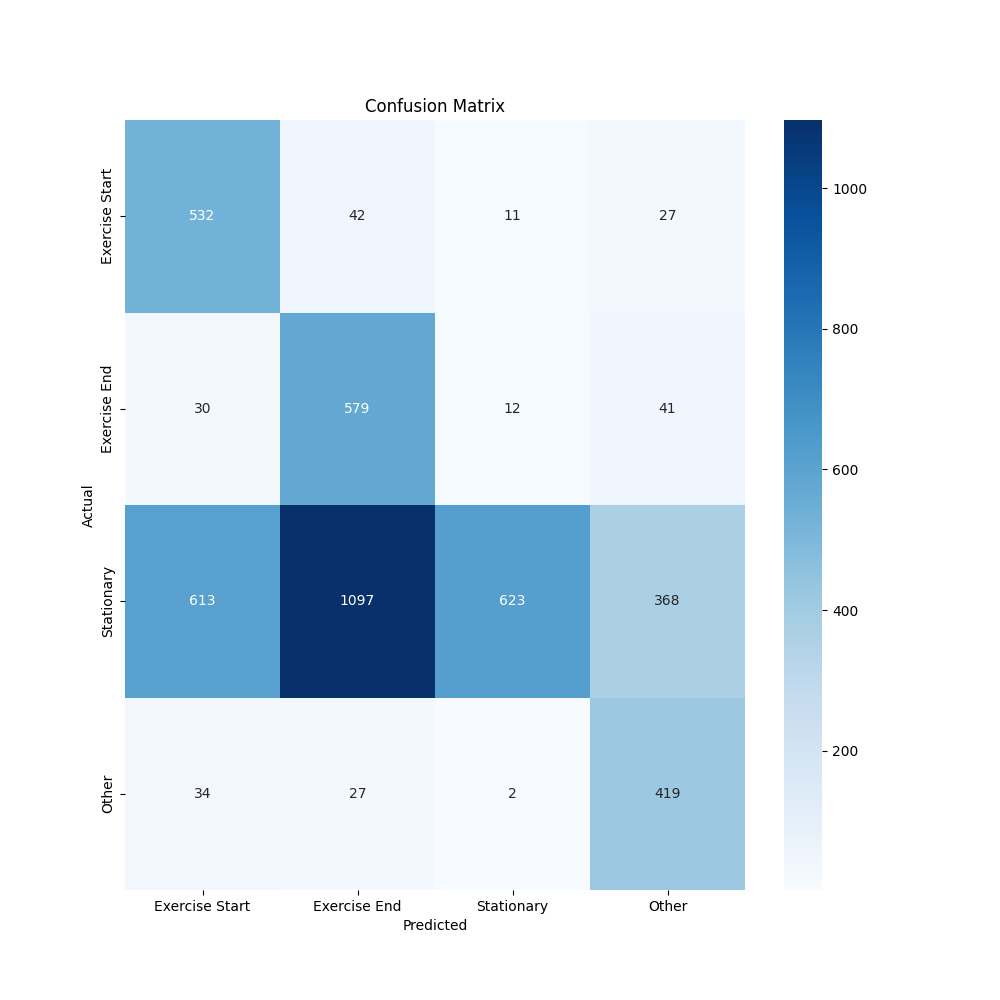 Confusion Matrix
Exercise Start
532 42 11 27
Exercise End
30 579 12 41
Stationary
613 1097 623 368
Other
34 27 2 419
Actual
Exercise Start Exercise End Stationary Other
Predicted
1000
800
600
400
200